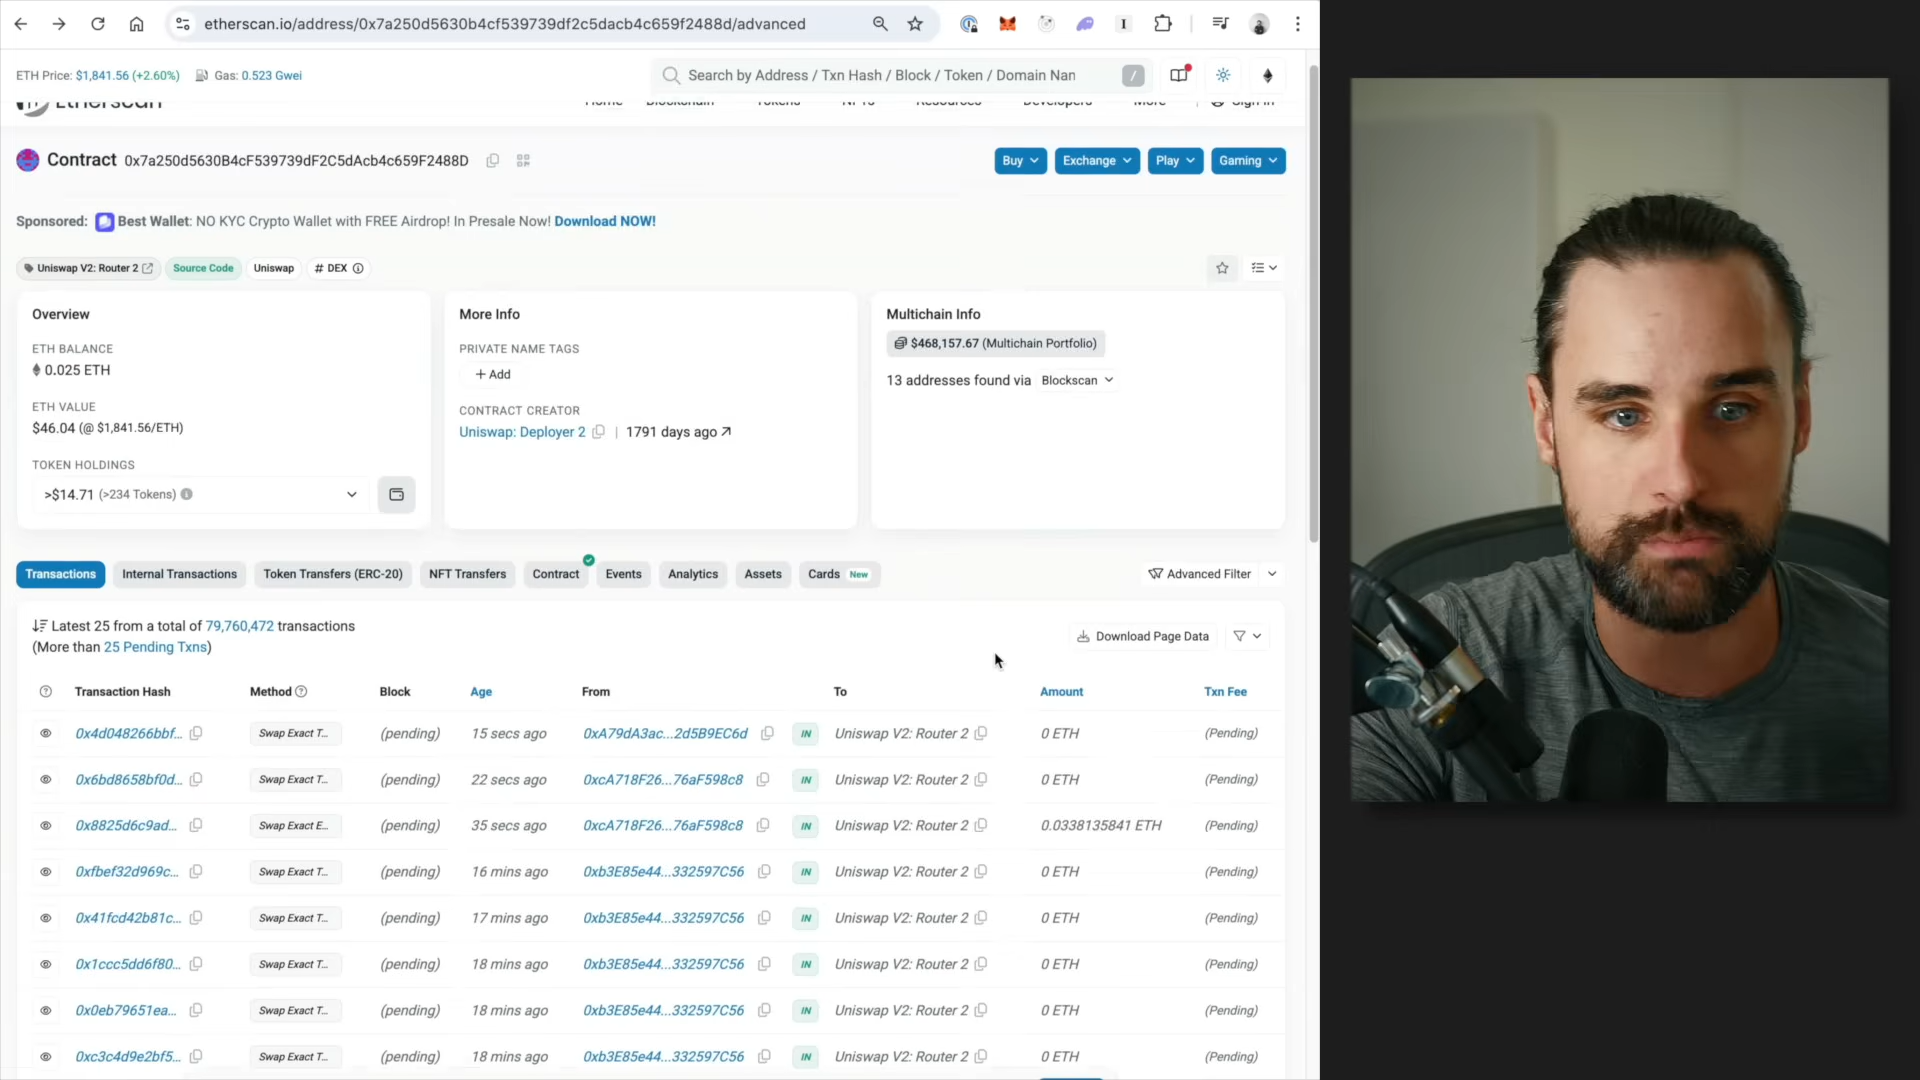 etherscan.io/address/0x7a250d5630b4cf539739df2c5dacb4c659f2488d/advanced
ETH Price: $1,841.56 (+2.60%) Gas: 0.523 Gwei
Search by Address / Txn Hash / Block / Token / Domain Nan /
Etherscan Home Blockchain Tokens NFTs Resources Developers More Sign In
Contract 0x7a250d5630B4cF539739dF2C5dAcb4c659F2488D
Buy Exchange Play Gaming
Sponsored: Best Wallet: NO KYC Crypto Wallet with FREE Airdrop! In Presale Now! Download NOW!
Uniswap V2: Router 2 Source Code Uniswap # DEX
Overview
ETH BALANCE
0.025 ETH
ETH VALUE
$46.04 (@ $1,841.56/ETH)
TOKEN HOLDINGS
>$14.71 (>234 Tokens)
More Info
PRIVATE NAME TAGS
+ Add
CONTRACT CREATOR
Uniswap: Deployer 2 | 1791 days ago
Multichain Info
$468,157.67 (Multichain Portfolio)
13 addresses found via Blockscan
Transactions Internal Transactions Token Transfers (ERC-20) NFT Transfers Contract Events Analytics Assets Cards New Advanced Filter
Latest 25 from a total of 79,760,472 transactions
(More than 25 Pending Txns)
Download Page Data
Transaction Hash Method Block Age From To Amount Txn Fee
0x4d048266bbf... Swap Exact T... (pending) 15 secs ago 0xA79dA3ac...2d5B9EC6d IN Uniswap V2: Router 2 0 ETH (Pending)
0x6bd8658bf0d... Swap Exact T... (pending) 22 secs ago 0xcA718F26...76aF598c8 IN Uniswap V2: Router 2 0 ETH (Pending)
0x8825d6c9ad... Swap Exact E... (pending) 35 secs ago 0xcA718F26...76aF598c8 IN Uniswap V2: Router 2 0.0338135841 ETH (Pending)
0xfbef32d969c... Swap Exact T... (pending) 16 mins ago 0xb3E85e44...332597C56 IN Uniswap V2: Router 2 0 ETH (Pending)
0x41fcd42b81c... Swap Exact T... (pending) 17 mins ago 0xb3E85e44...332597C56 IN Uniswap V2: Router 2 0 ETH (Pending)
0x1ccc5dd6f80... Swap Exact T... (pending) 18 mins ago 0xb3E85e44...332597C56 IN Uniswap V2: Router 2 0 ETH (Pending)
0x0eb79651ea... Swap Exact T... (pending) 18 mins ago 0xb3E85e44...332597C56 IN Uniswap V2: Router 2 0 ETH (Pending)
0xc3c4d9e2bf5... Swap Exact T... (pending) 18 mins ago 0xb3E85e44...332597C56 IN Uniswap V2: Router 2 0 ETH (Pending)